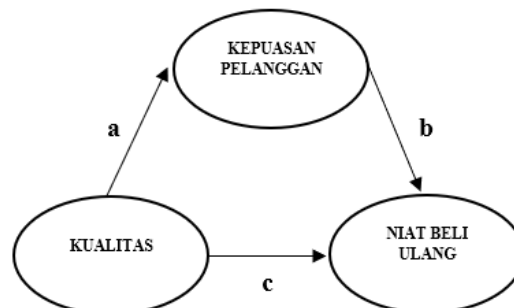 KEPUASAN
PELANGGAN
a
b
KUALITAS
NIAT BELI
ULANG
c